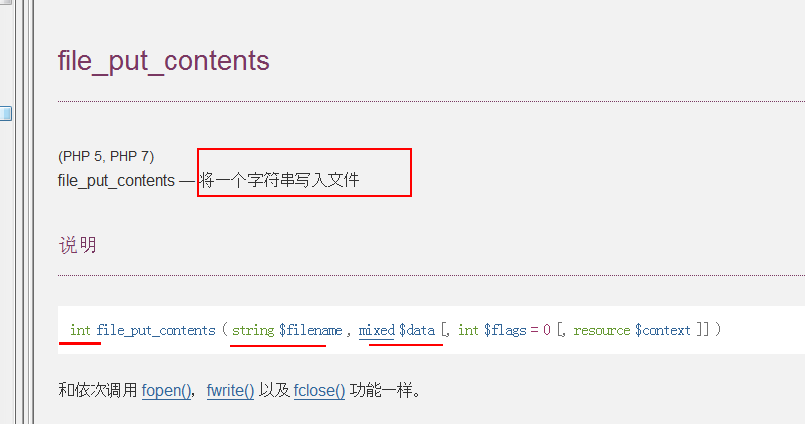 file_put_contents
(PHP 5, PHP 7)
file_put_contents — 将一个字符串写入文件
说明
int file_put_contents ( string $filename , mixed $data [, int $flags = 0 [, resource $context ]] )
和依次调用 fopen()，fwrite() 以及 fclose() 功能一样。